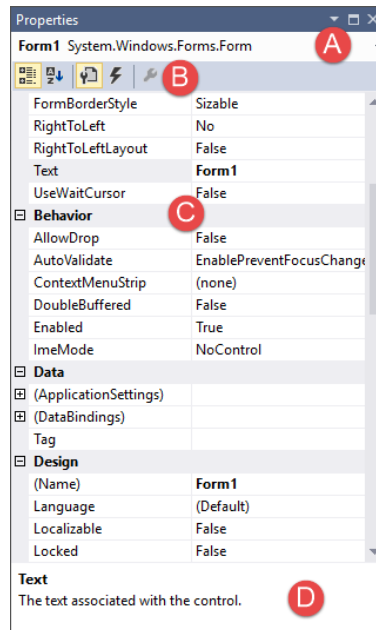 Properties
Form1 System.Windows.Forms.Form
A
B
FormBorderStyle Sizable
RightToLeft No
RightToLeftLayout False
Text Form1
UseWaitCursor False
Behavior
C
AllowDrop False
AutoValidate EnablePreventFocusChange
ContextMenuStrip (none)
DoubleBuffered False
Enabled True
ImeMode NoControl
Data
(ApplicationSettings)
(DataBindings)
Tag
Design
(Name) Form1
Language (Default)
Localizable False
Locked False
Text
The text associated with the control.
D